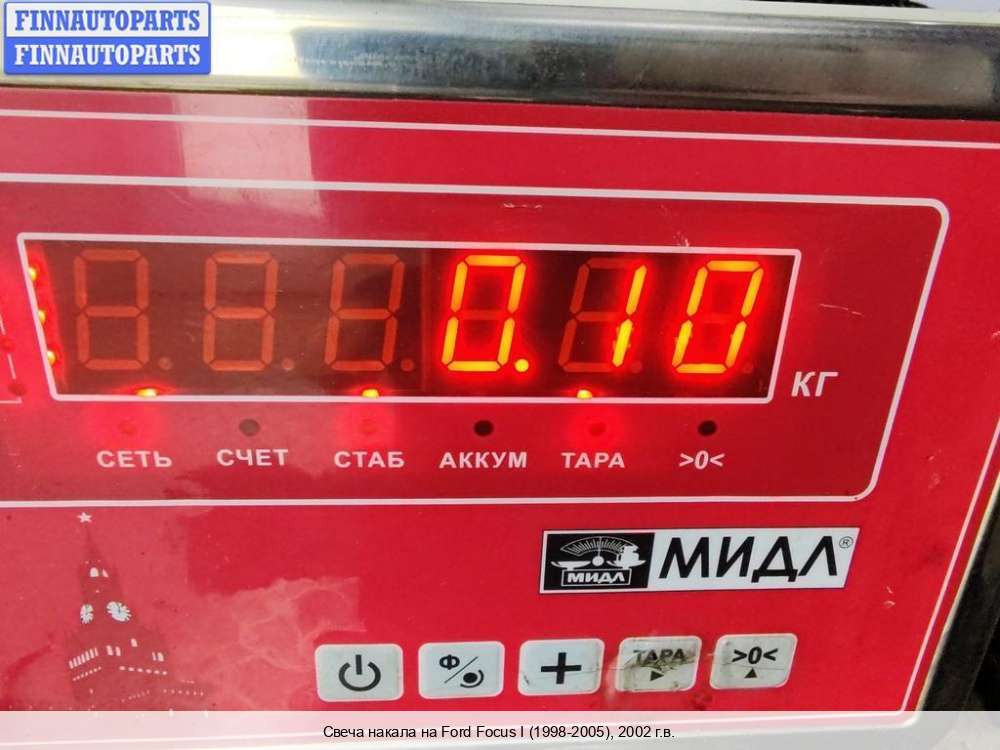 FINNAUTOPARTS
FINNAUTOPARTS
0.10
КГ
СЕТЬ СЧЕТ СТАБ АККУМ ТАРА >0<
МИДЛ МИДЛ®
Ф + ТАРА >0<
Свеча накала на Ford Focus I (1998-2005), 2002 г.в.